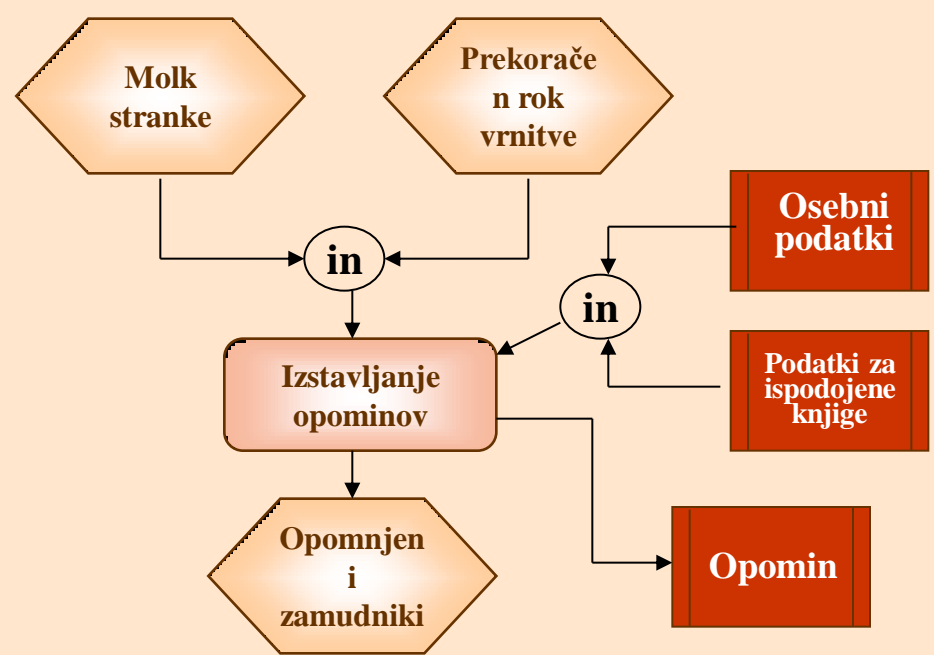 Molk
stranke
Prekorače
n rok
vrnitve
Osebni
podatki
in
in
Podatki za
ispodojene
knjige
Izstavljanje
opominov
Opomnjen
i
zamudniki
Opomin